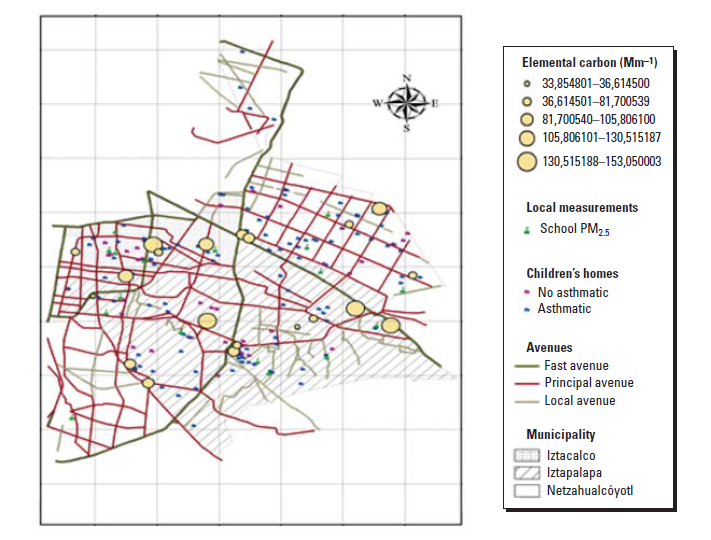 N
W E
S
Elemental carbon (Mm–1)
33,854801–36,614500
36,614501–81,700539
81,700540–105,806100
105,806101–130,515187
130,515188–153,050003
Local measurements
School PM2.5
Children's homes
No asthmatic
Asthmatic
Avenues
Fast avenue
Principal avenue
Local avenue
Municipality
Iztacalco
Iztapalapa
Netzahualcóyotl